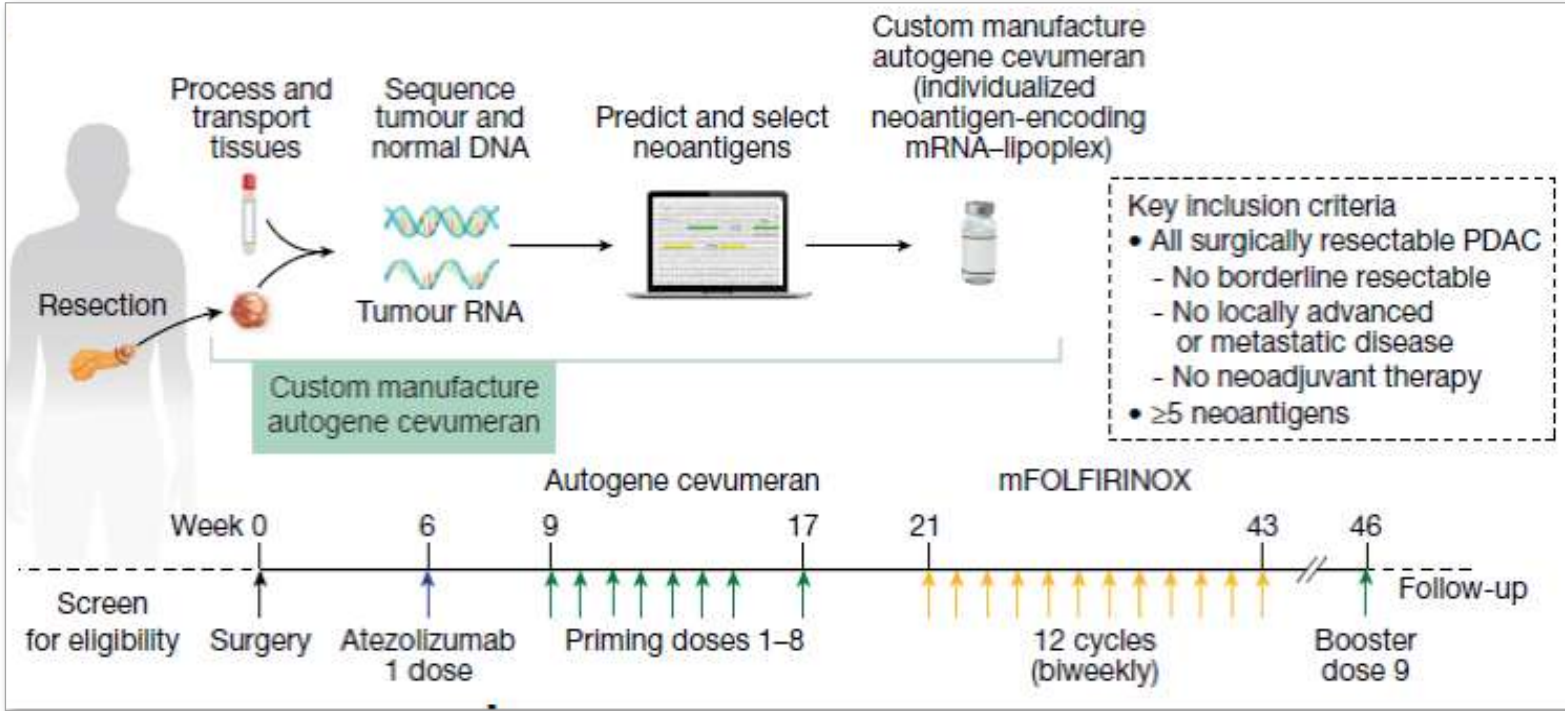 Process and
transport
tissues
Sequence
tumour and
normal DNA
Predict and select
neoantigens
Custom manufacture
autogene cevumeran
(individualized
neoantigen-encoding
mRNA–lipoplex)
Resection
Tumour RNA
Custom manufacture
autogene cevumeran
Key inclusion criteria
• All surgically resectable PDAC
- No borderline resectable
- No locally advanced
or metastatic disease
- No neoadjuvant therapy
• ≥5 neoantigens
Autogene cevumeran
mFOLFIRINOX
Week 0 6 9 17 21 43 46
Screen
for eligibility
Surgery
Atezolizumab
1 dose
Priming doses 1–8
12 cycles
(biweekly)
Booster
dose 9
Follow-up